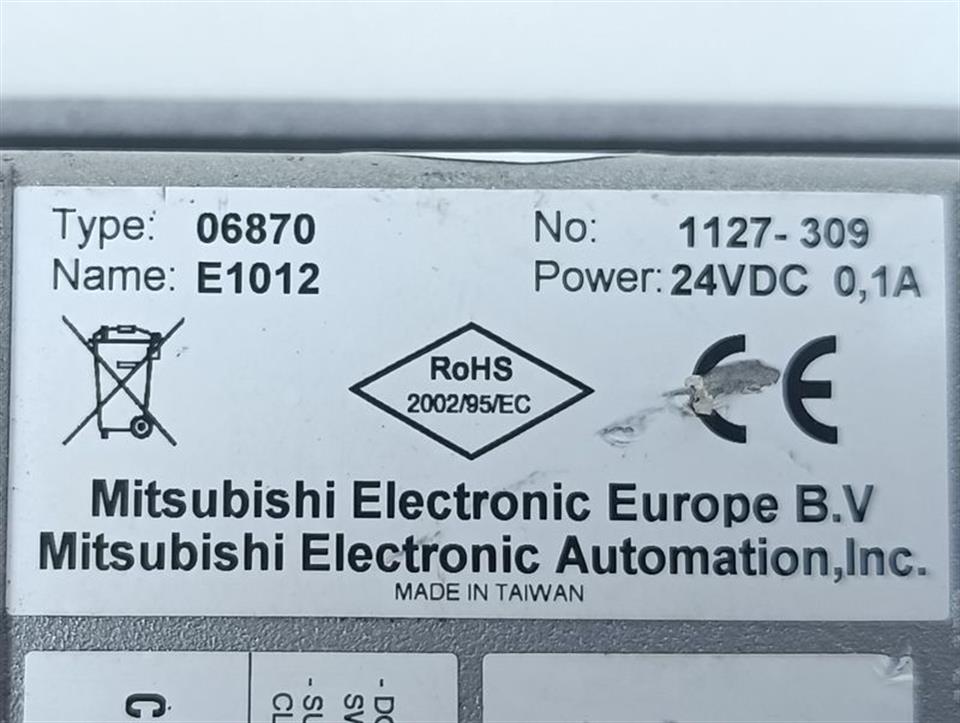 Type: 06870
No: 1127-309
Name: E1012
Power: 24VDC 0,1A
RoHS
2002/95/EC
CE
Mitsubishi Electronic Europe B.V
Mitsubishi Electronic Automation,Inc.
MADE IN TAIWAN